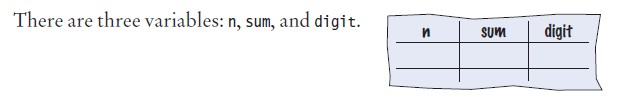 There are three variables: n, sum, and digit.
n sum digit